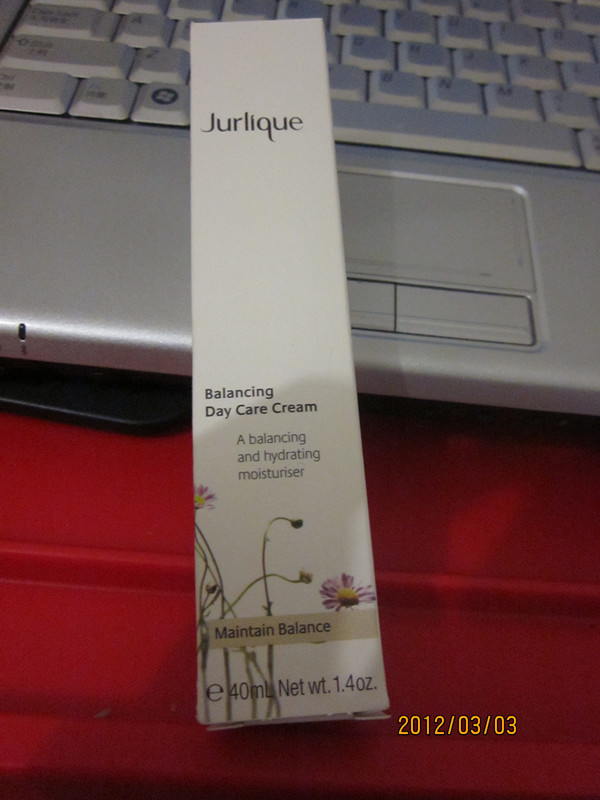 Jurlique
Balancing
Day Care Cream
A balancing
and hydrating
moisturiser
Maintain Balance
℮ 40mL Net wt. 1.4oz.
2012/03/03